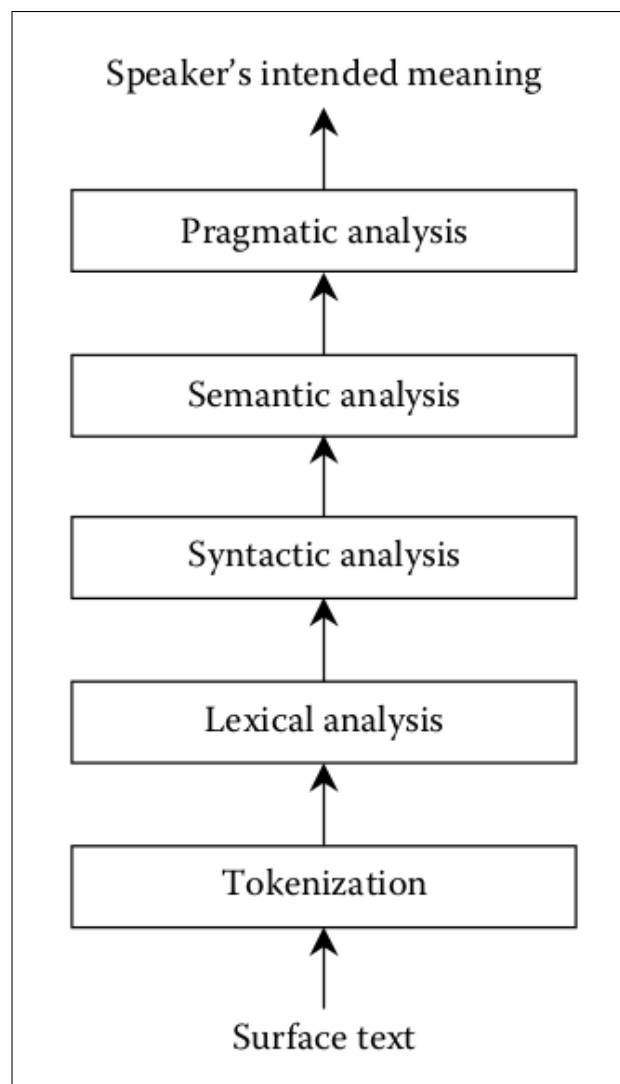 Speaker’s intended meaning
Pragmatic analysis
Semantic analysis
Syntactic analysis
Lexical analysis
Tokenization
Surface text